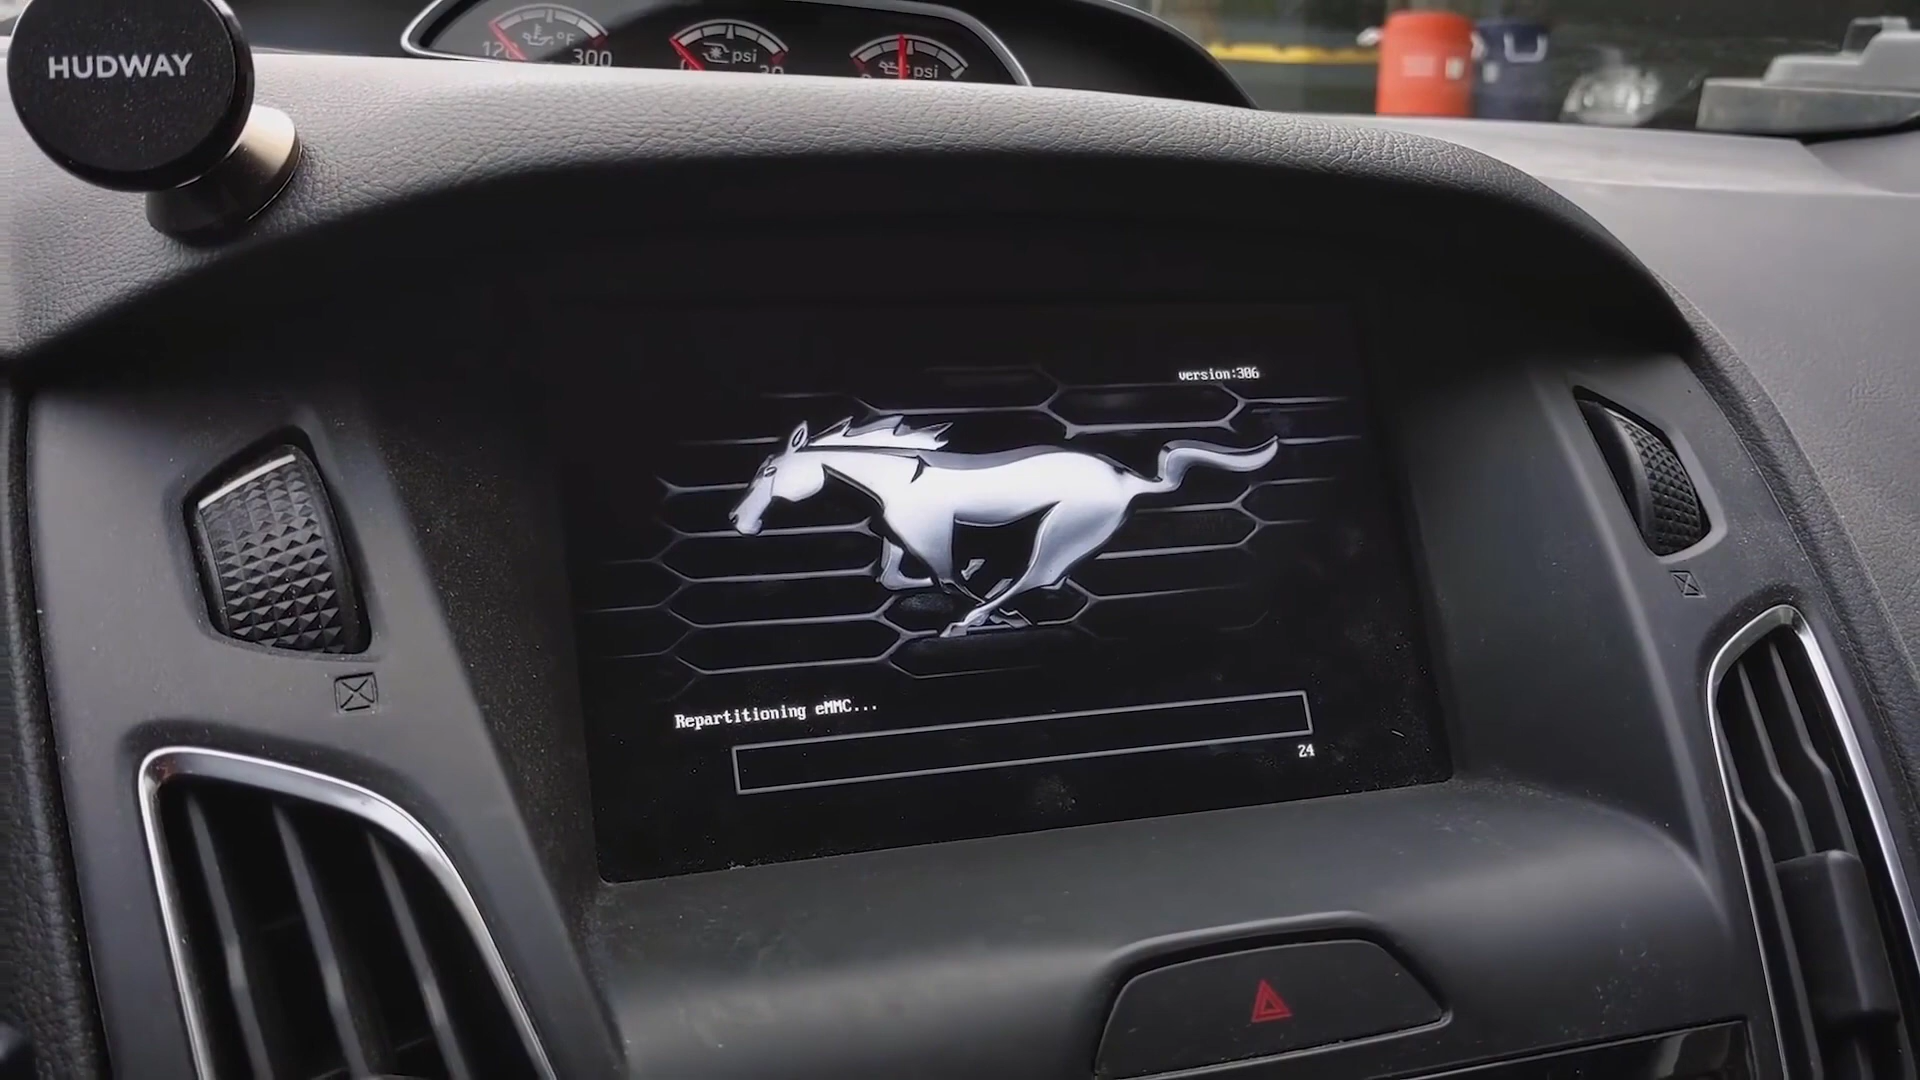 HUDWAY
°F
300
psi
psi
version:306
Repartitioning eMMC...
24